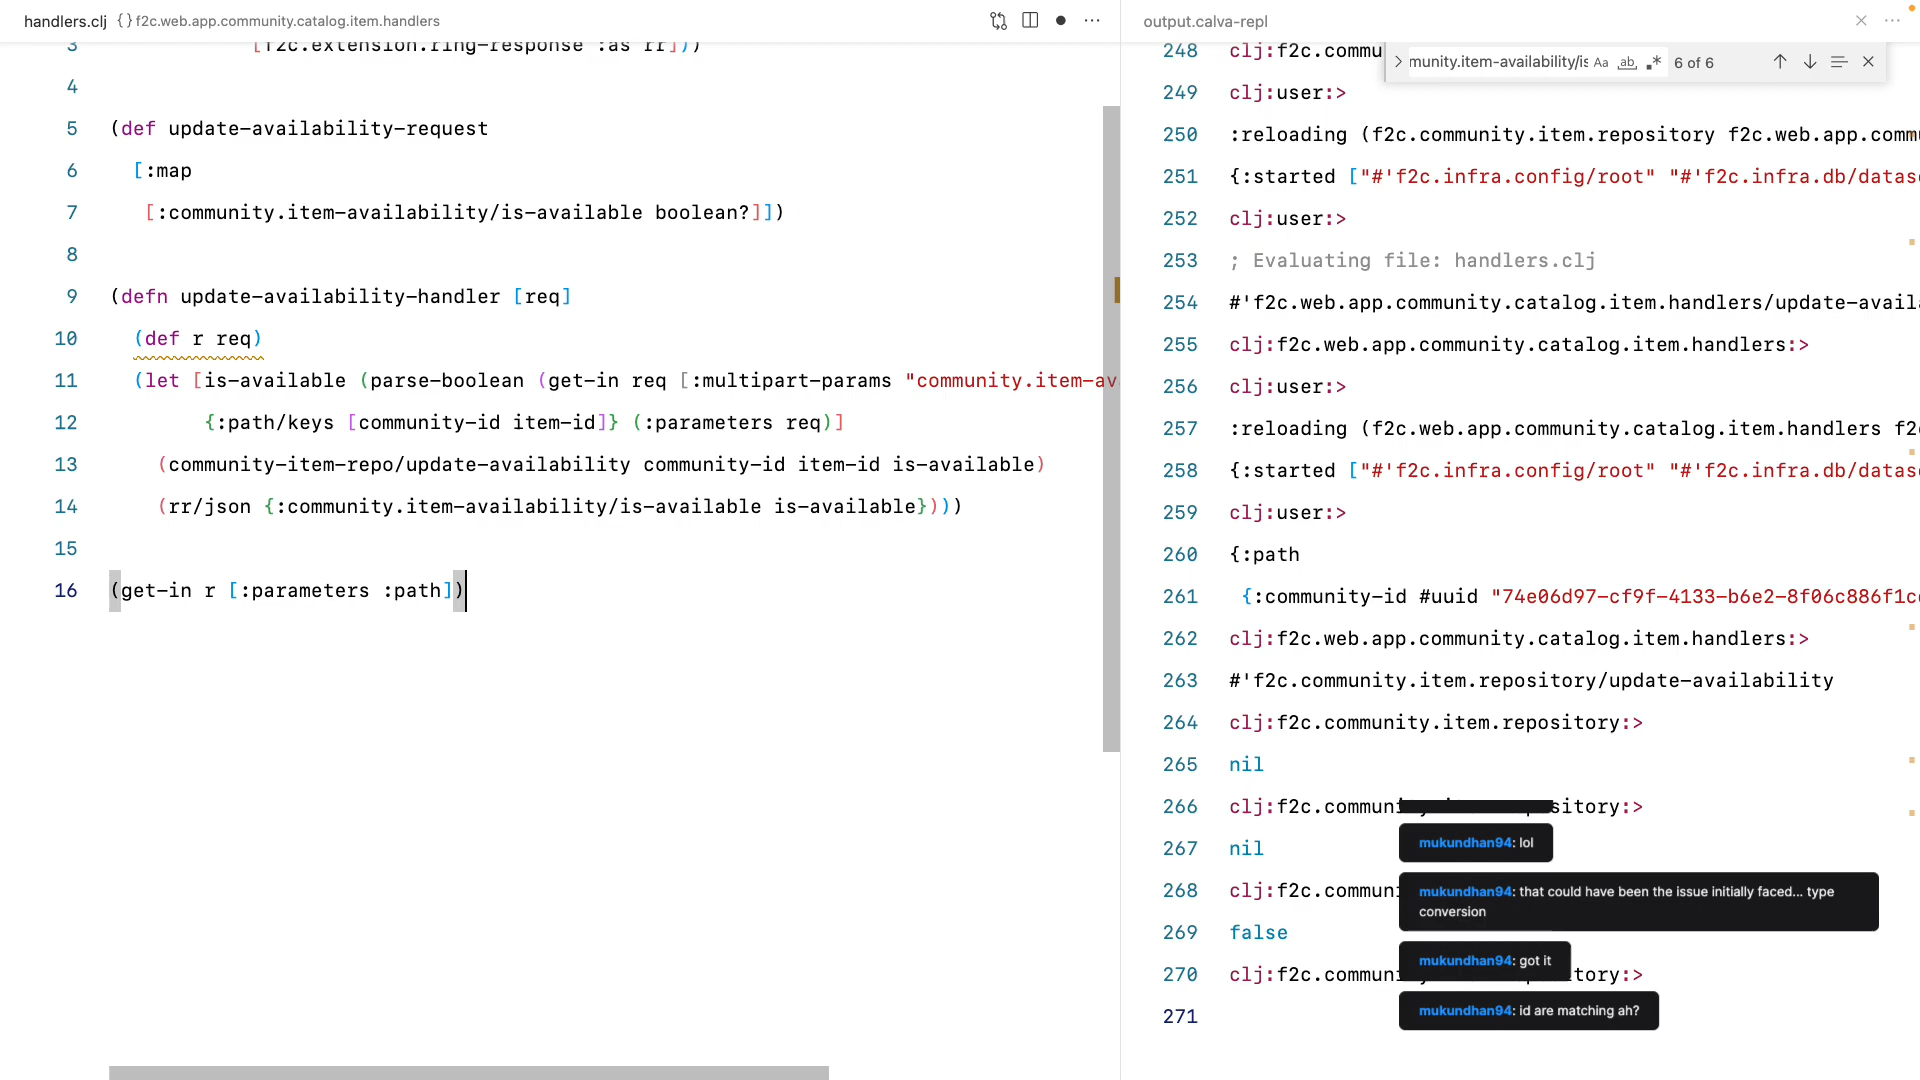 handlers.clj {} f2c.web.app.community.catalog.item.handlers
3 [f2c.extension.ring-response :as rr]))
4
5 (def update-availability-request
6 [:map
7 [:community.item-availability/is-available boolean?]])
8
9 (defn update-availability-handler [req]
10 (def r req)
11 (let [is-available (parse-boolean (get-in req [:multipart-params "community.item-av
12 {:path/keys [community-id item-id]} (:parameters req)]
13 (community-item-repo/update-availability community-id item-id is-available)
14 (rr/json {:community.item-availability/is-available is-available})))
15
16 (get-in r [:parameters :path])
output.calva-repl
munity.item-availability/is Aa ab .* 6 of 6
248 clj:f2c.commu
249 clj:user:>
250 :reloading (f2c.community.item.repository f2c.web.app.comm
251 {:started ["#'f2c.infra.config/root" "#'f2c.infra.db/datas
252 clj:user:>
253 ; Evaluating file: handlers.clj
254 #'f2c.web.app.community.catalog.item.handlers/update-avail
255 clj:f2c.web.app.community.catalog.item.handlers:>
256 clj:user:>
257 :reloading (f2c.web.app.community.catalog.item.handlers f2
258 {:started ["#'f2c.infra.config/root" "#'f2c.infra.db/datas
259 clj:user:>
260 {:path
261 {:community-id #uuid "74e06d97-cf9f-4133-b6e2-8f06c886f1c
262 clj:f2c.web.app.community.catalog.item.handlers:>
263 #'f2c.community.item.repository/update-availability
264 clj:f2c.community.item.repository:>
265 nil
266 clj:f2c.communi sitory:>
267 nil
268 clj:f2c.commun
269 false
270 clj:f2c.commun tory:>
271
mukundhan94: lol
mukundhan94: that could have been the issue initially faced... type
conversion
mukundhan94: got it
mukundhan94: id are matching ah?